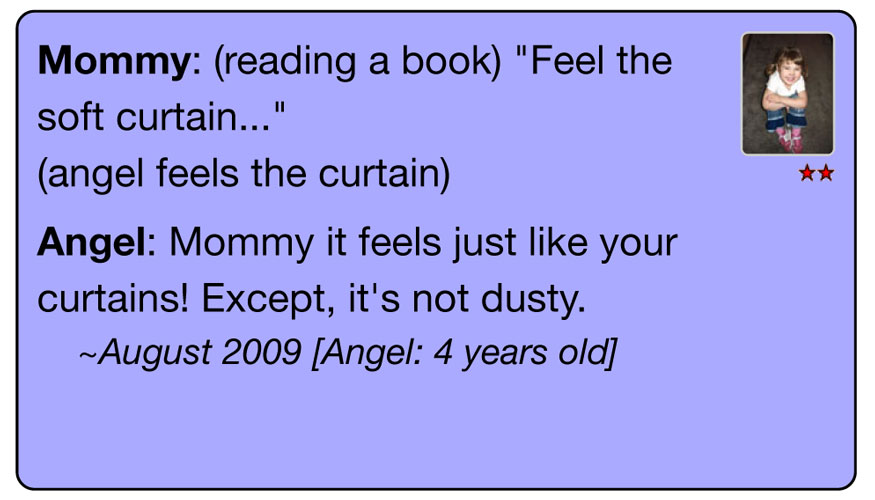 Mommy: (reading a book) "Feel the
soft curtain..."
(angel feels the curtain)
Angel: Mommy it feels just like your
curtains! Except, it's not dusty.
~August 2009 [Angel: 4 years old]